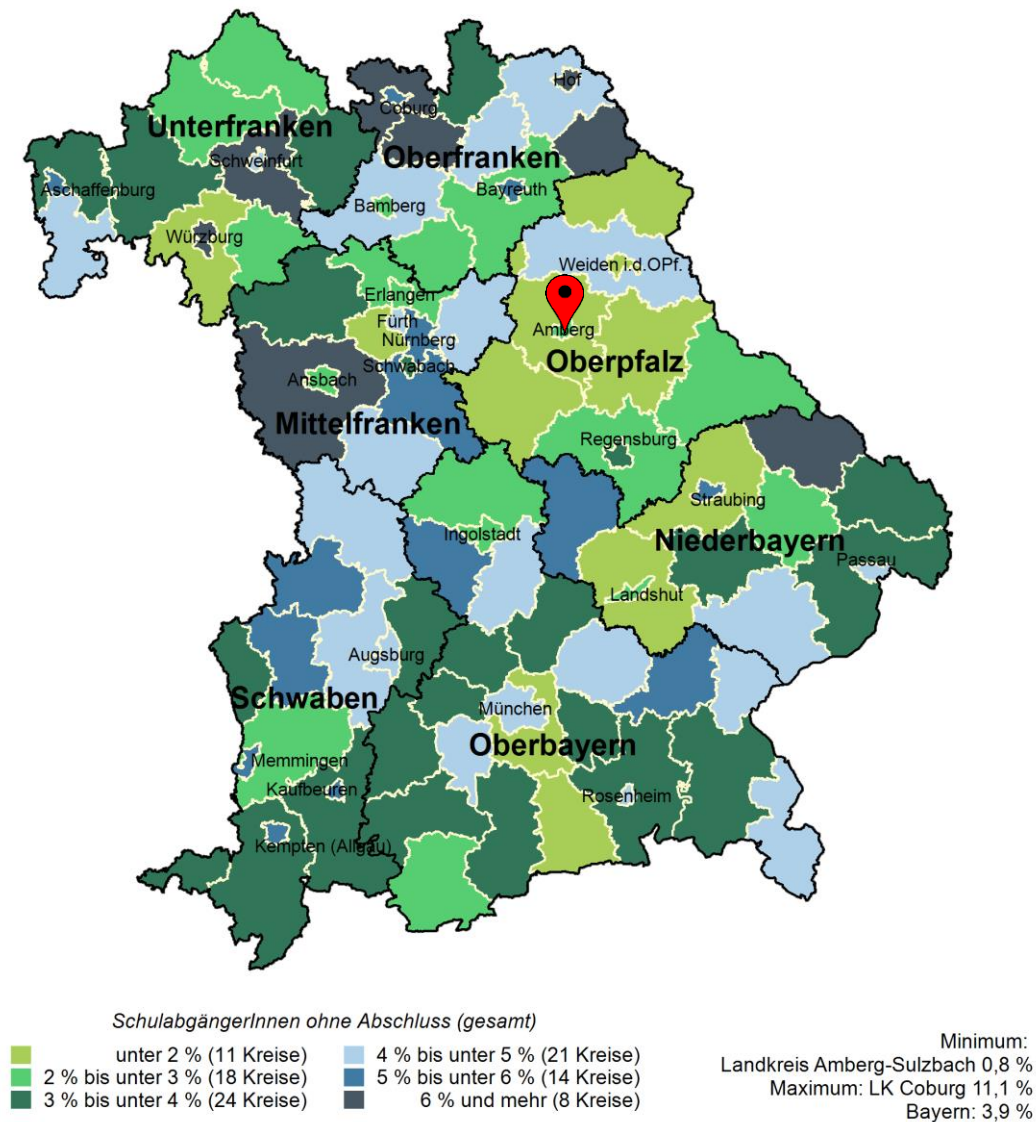 Hof
Coburg
Unterfranken
Schweinfurt
Oberfranken
Aschaffenburg
Bayreuth
Bamberg
Würzburg
Weiden i.d.OPf.
Erlangen
Fürth
Amberg
Nürnberg
Oberpfalz
Schwabach
Ansbach
Mittelfranken
Regensburg
Straubing
Ingolstadt
Niederbayern
Passau
Landshut
Augsburg
Schwaben
München
Oberbayern
Memmingen
Kaufbeuren
Rosenheim
Kempten (Allgäu)
SchulabgängerInnen ohne Abschluss (gesamt)
unter 2 % (11 Kreise)
2 % bis unter 3 % (18 Kreise)
3 % bis unter 4 % (24 Kreise)
4 % bis unter 5 % (21 Kreise)
5 % bis unter 6 % (14 Kreise)
6 % und mehr (8 Kreise)
Minimum:
Landkreis Amberg-Sulzbach 0,8 %
Maximum: LK Coburg 11,1 %
Bayern: 3,9 %